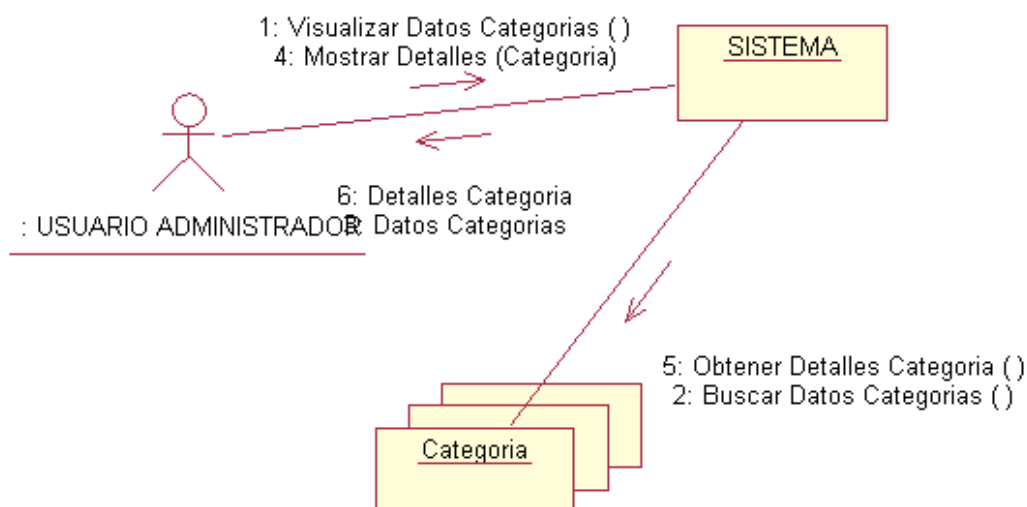 1: Visualizar Datos Categorias ( )
4: Mostrar Detalles (Categoria)
SISTEMA
6: Detalles Categoria
: USUARIO ADMINISTRADOR
Datos Categorias
5: Obtener Detalles Categoria ( )
2: Buscar Datos Categorias ( )
Categoria